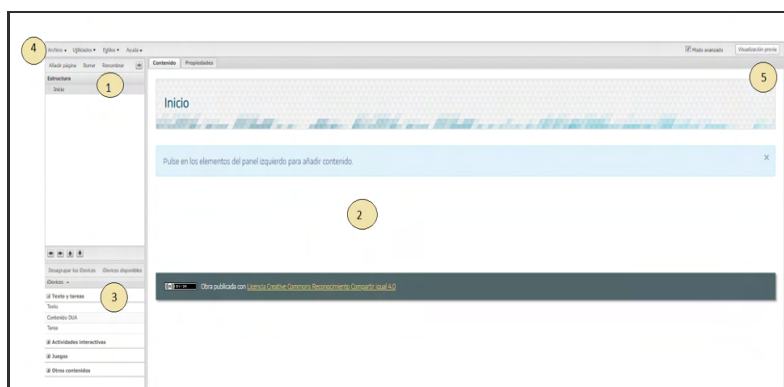 4
Archivo Utilidades Estilos Ayuda
Modo avanzado Visualización previa
Añadir página Borrar Renombrar
Contenido Propiedades
Estructura
5
Inicio
1
Inicio
Pulse en los elementos del panel izquierdo para añadir contenido. ×
2
Desagrupar los iDevices iDevices disponibles
iDevices
Obra publicada con Licencia Creative Commons Reconocimiento Compartir igual 4.0
Texto y tareas
3
Texto
Contenido DUA
Tarea
Actividades interactivas
Juegos
Otros contenidos